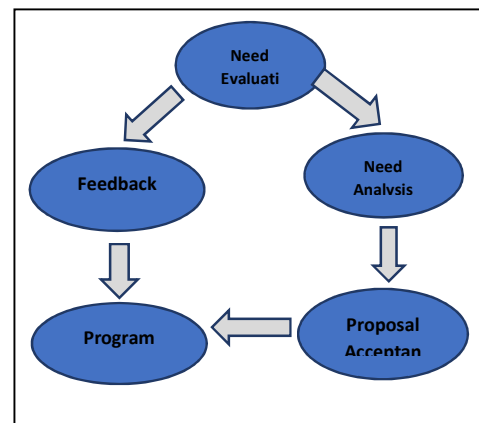 Need
Evaluati
Feedback
Need
Analysis
Program
Proposal
Acceptan